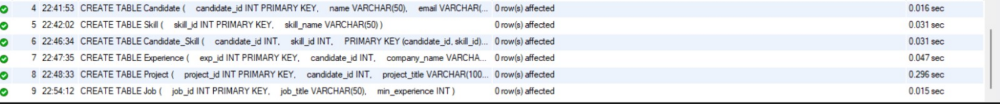 4 22:41:53 CREATE TABLE Candidate ( candidate_id INT PRIMARY KEY, name VARCHAR(50), email VARCHAR(... 0 row(s) affected 0.016 sec
5 22:42:02 CREATE TABLE Skill ( skill_id INT PRIMARY KEY, skill_name VARCHAR(50) ) 0 row(s) affected 0.031 sec
6 22:46:34 CREATE TABLE Candidate_Skill ( candidate_id INT, skill_id INT, PRIMARY KEY (candidate_id, skill_id)... 0 row(s) affected 0.031 sec
7 22:47:35 CREATE TABLE Experience ( exp_id INT PRIMARY KEY, candidate_id INT, company_name VARCHA... 0 row(s) affected 0.047 sec
8 22:48:33 CREATE TABLE Project ( project_id INT PRIMARY KEY, candidate_id INT, project_title VARCHAR(100... 0 row(s) affected 0.296 sec
9 22:54:12 CREATE TABLE Job ( job_id INT PRIMARY KEY, job_title VARCHAR(50), min_experience INT ) 0 row(s) affected 0.015 sec